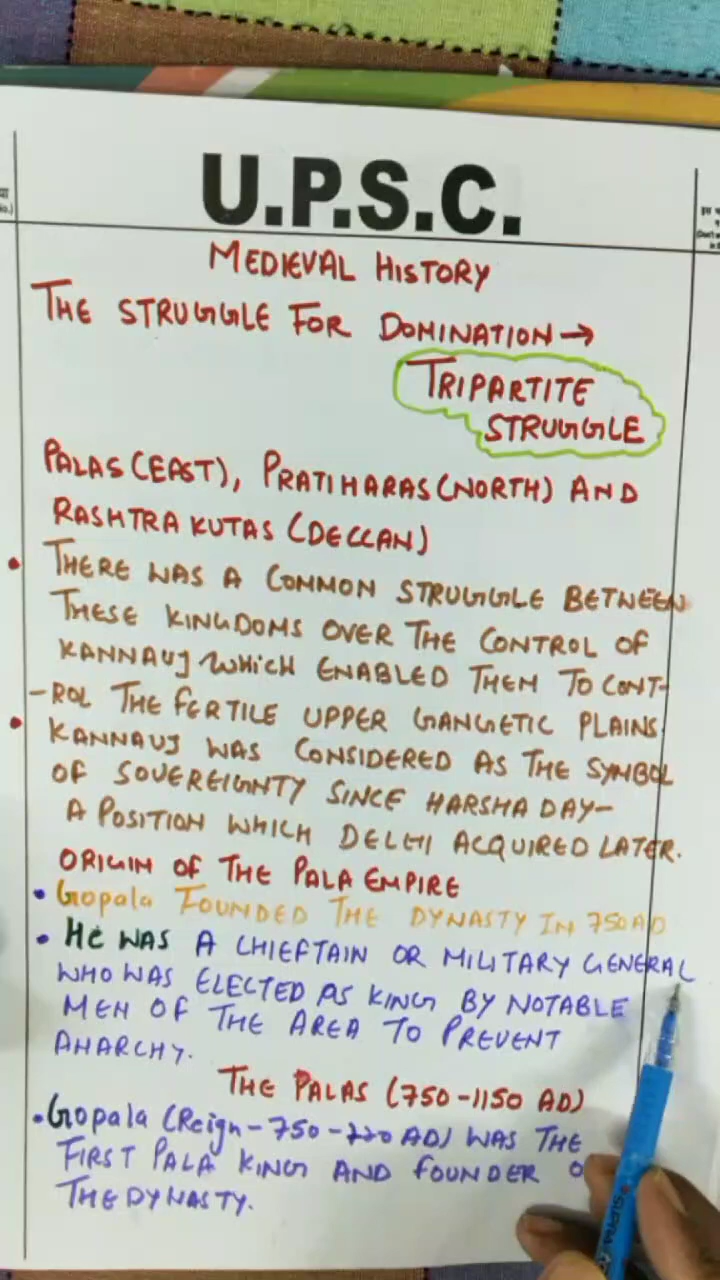 U.P.S.C.
MEDIEVAL HISTORY
THE STRUGGLE FOR DOMINATION →
TRIPARTITE
STRUGGLE
PALAS (EAST), PRATIHARAS (NORTH) AND
RASHTRAKUTAS (DECCAN)
• THERE WAS A COMMON STRUGGLE BETWEEN
THESE KINGDOMS OVER THE CONTROL OF
KANNAUJ WHICH ENABLED THEM TO CONT-
-ROL THE FERTILE UPPER GANGETIC PLAINS.
• KANNAUJ WAS CONSIDERED AS THE SYMBOL
OF SOVEREIGNTY SINCE HARSHA DAY-
A POSITION WHICH DELHI ACQUIRED LATER.
ORIGIN OF THE PALA EMPIRE
• Gopala FOUNDED THE DYNASTY IN 750 AD
• HE WAS A CHIEFTAIN OR MILITARY GENERAL
WHO WAS ELECTED AS KING BY NOTABLE
MEN OF THE AREA TO PREVENT
ANARCHY.
THE PALAS (750-1150 AD)
• Gopala (Reign-750-770 AD) WAS THE
FIRST PALA KING AND FOUNDER O
THE DYNASTY.